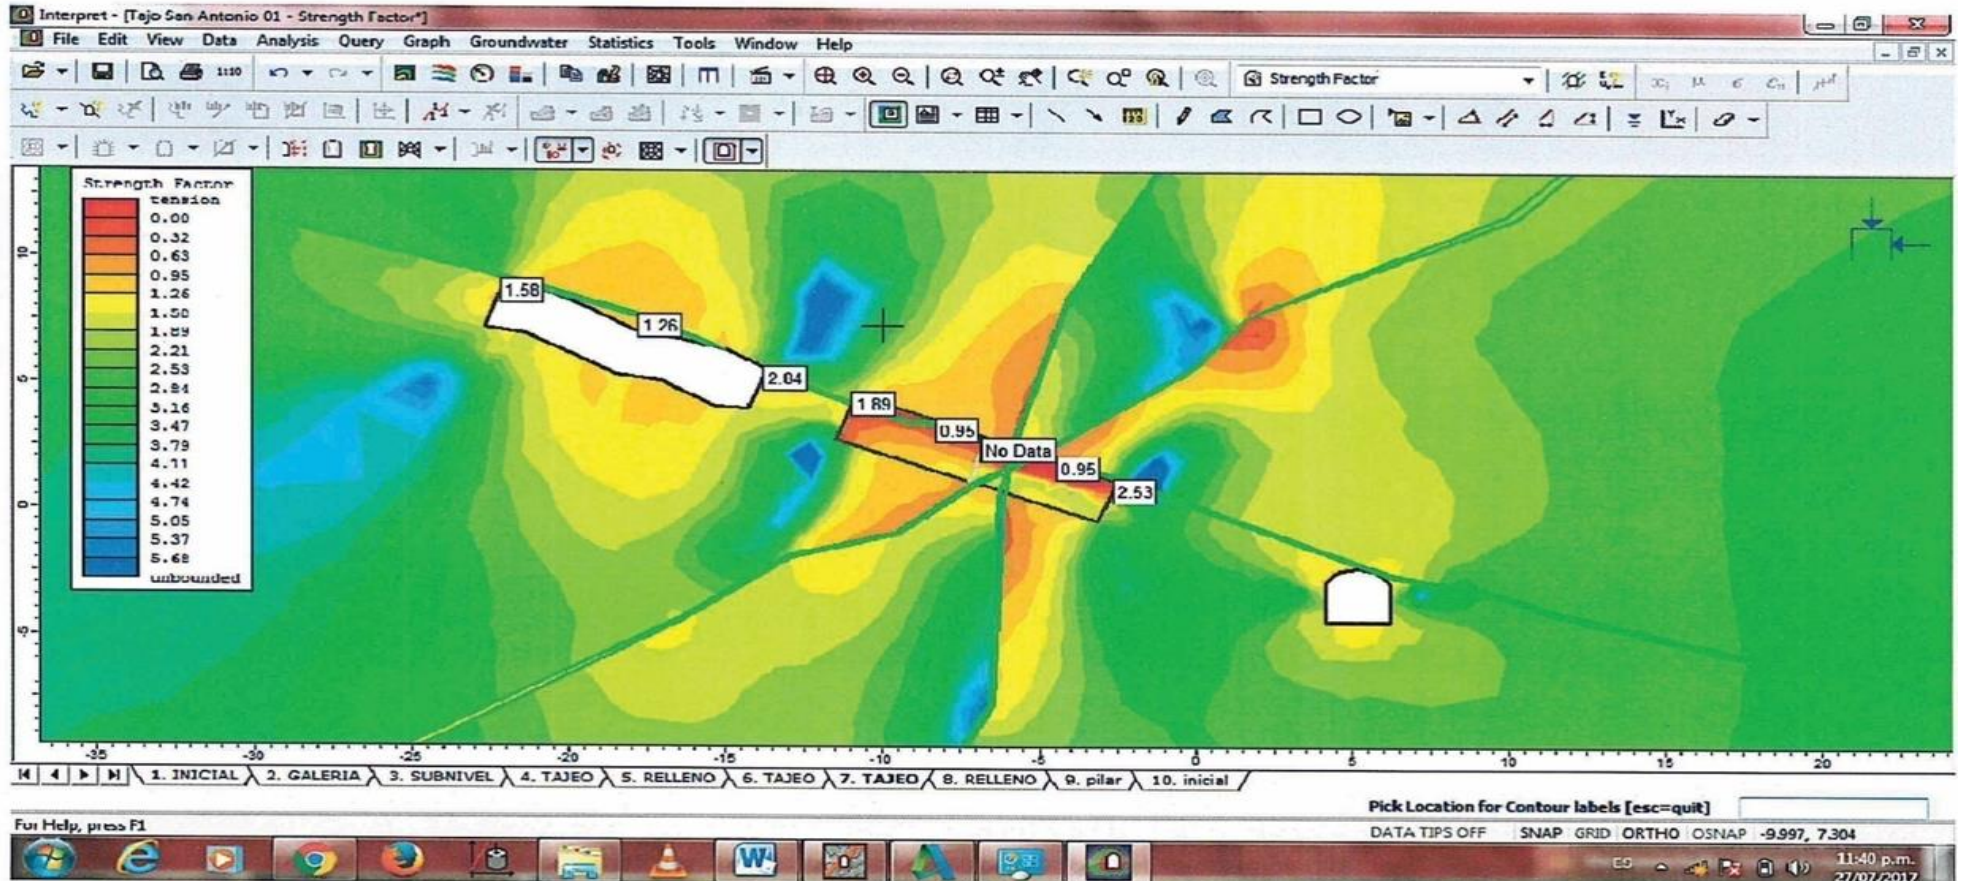 Interpret - [Tajo San Antonio 01 - Strength Factor*]
File Edit View Data Analysis Query Graph Groundwater Statistics Tools Window Help
1:10
Strength Factor
Strength Factor
tension
0.00
0.32
0.63
0.95
1.26
1.58
1.89
2.21
2.53
2.84
3.16
3.47
3.79
4.11
4.42
4.74
5.05
5.37
5.68
unbounded
1.58
1.26
2.84
1.89
0.95
No Data
0.95
2.53
10
5
0
-5
-35 -30 -25 -20 -15 -10 -5 0 5 10 15 20
1. INICIAL 2. GALERIA 3. SUBNIVEL 4. TAJEO 5. RELLENO 6. TAJEO 7. TAJEO 8. RELLENO 9. pilar 10. inicial
Pick Location for Contour labels [esc=quit]
For Help, press F1
DATA TIPS OFF SNAP GRID ORTHO OSNAP -9.997, 7.304
ES
11:40 p.m.
27/07/2017